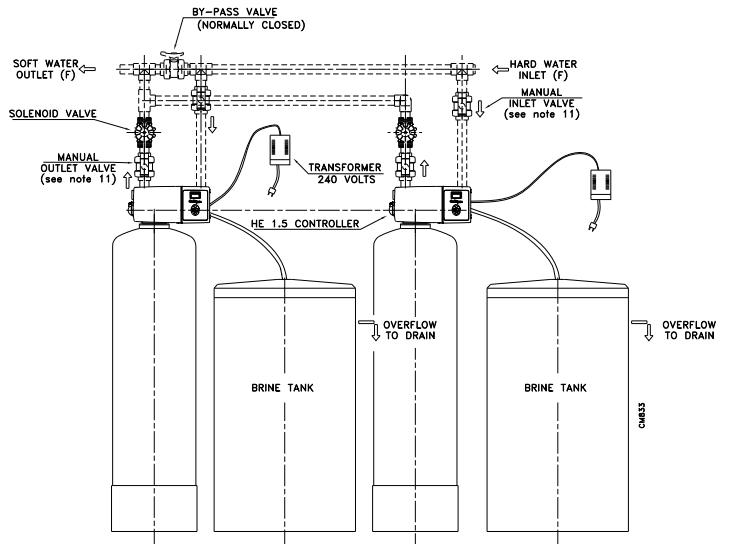 BY-PASS VALVE
(NORMALLY CLOSED)
SOFT WATER
OUTLET (F)
HARD WATER
INLET (F)
MANUAL
INLET VALVE
(see note 11)
SOLENOID VALVE
MANUAL
OUTLET VALVE
(see note 11)
TRANSFORMER
240 VOLTS
HE 1.5 CONTROLLER
OVERFLOW
TO DRAIN
OVERFLOW
TO DRAIN
BRINE TANK
BRINE TANK
CM833